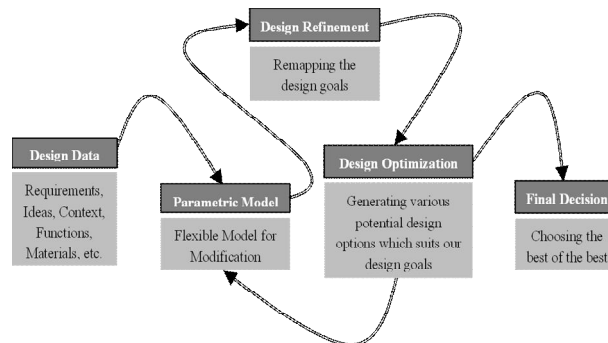 Design Refinement
Remapping the
design goals
Design Data
Requirements,
Ideas, Context,
Functions,
Materials, etc.
Parametric Model
Flexible Model for
Modification
Design Optimization
Generating various
potential design
options which suits our
design goals
Final Decision
Choosing the
best of the best